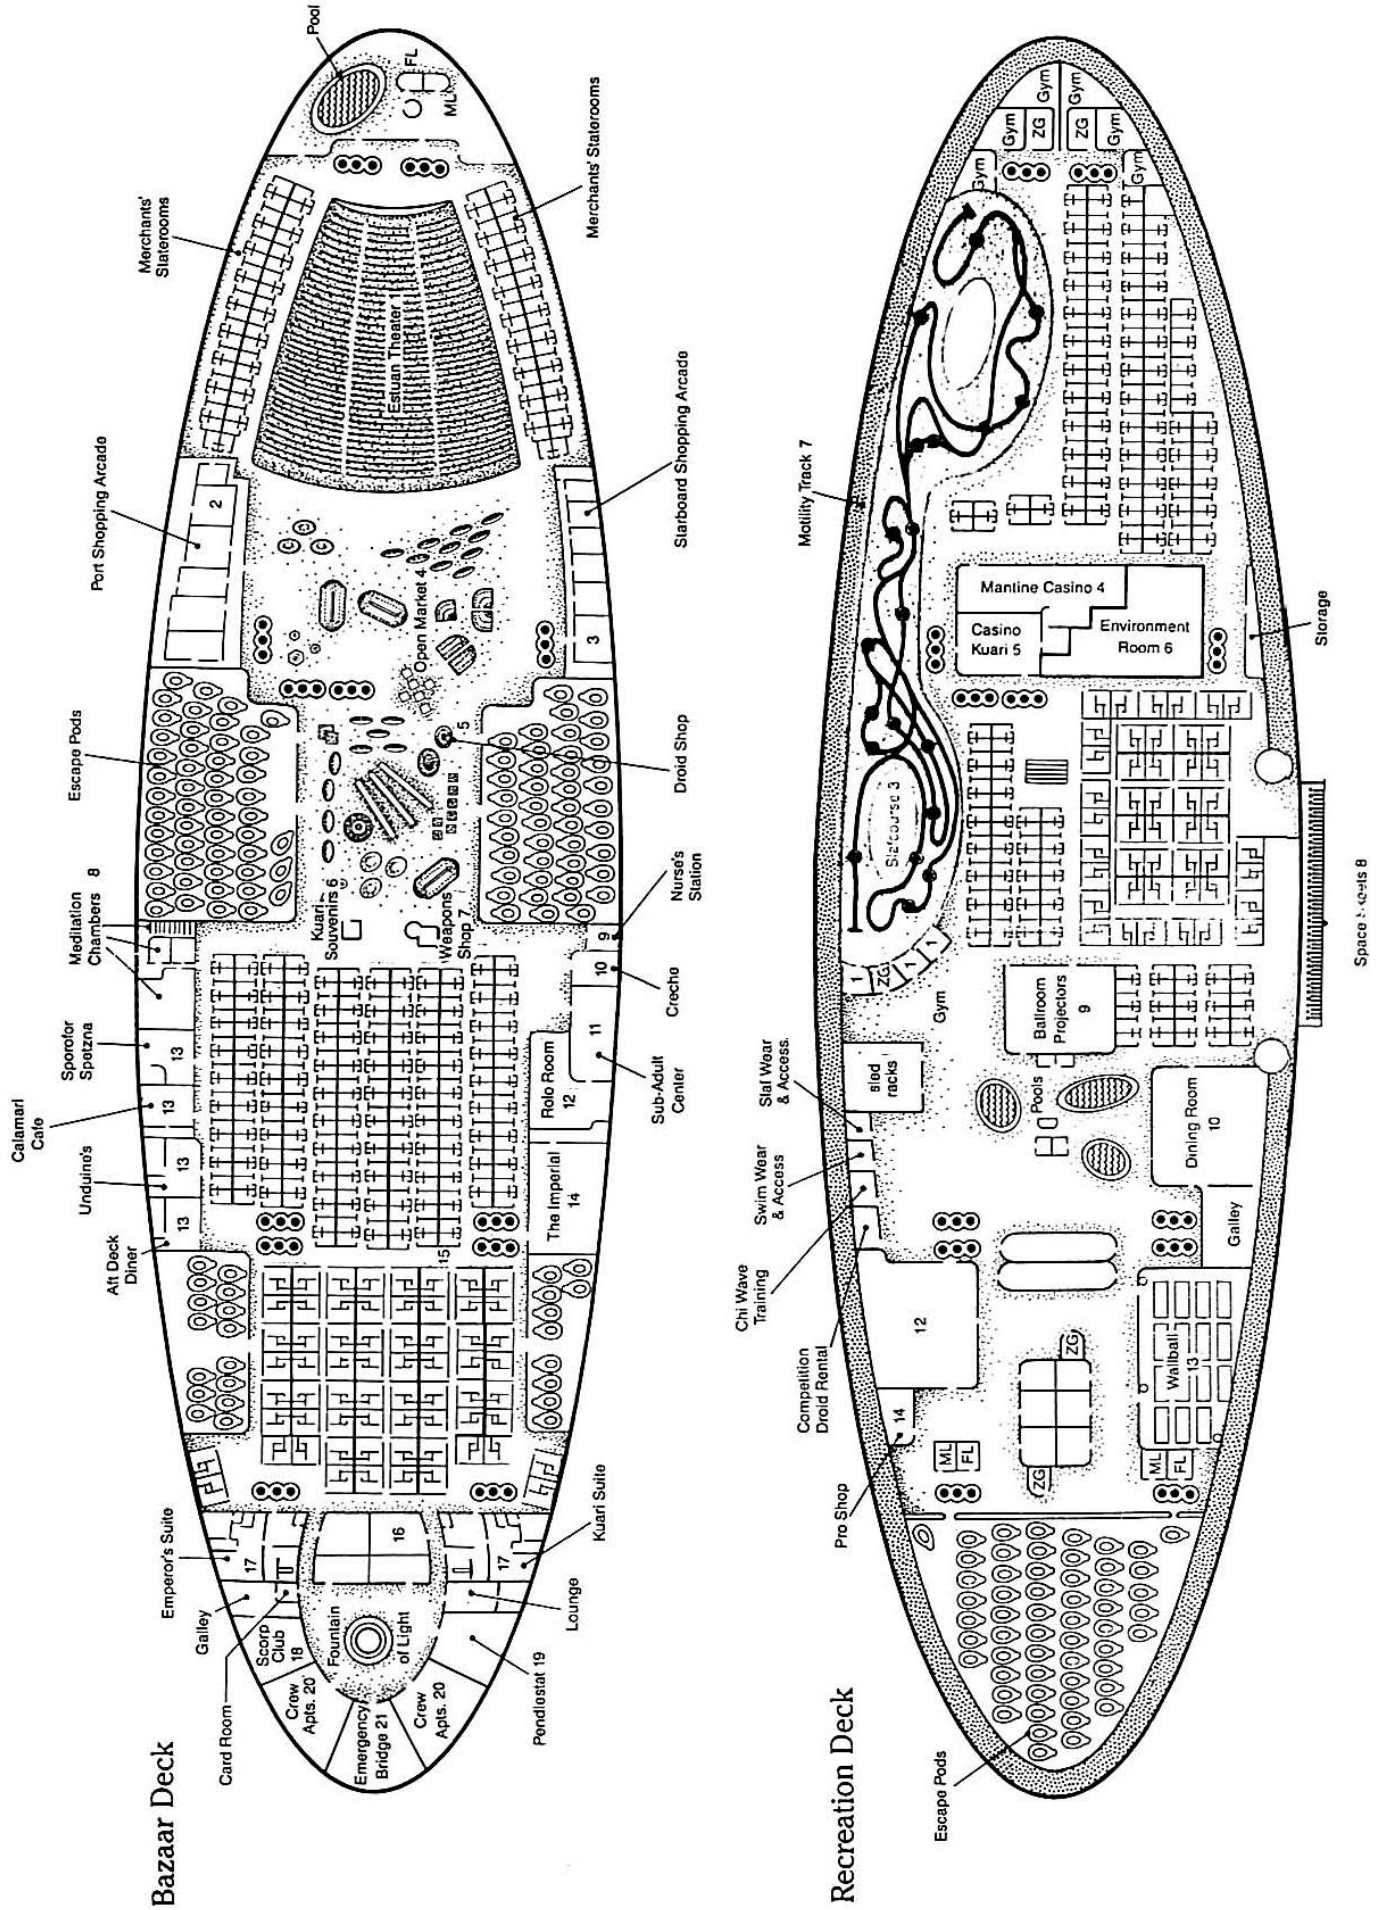 Bazaar Deck
Pool
FL
ML
Merchants'
Staterooms
Merchants' Staterooms
Estuan Theater
1
Port Shopping Arcade
2
Starboard Shopping Arcade
3
Open Market 4
Escape Pods
5
Droid Shop
Kuari
Souvenirs 6
Weapons
Shop 7
Meditation
Chambers
8
Nurse's
Station
9
10
Creche
Sporofor
Spetzna
13
11
Sub-Adult
Center
Calamari
Cafe
13
Rolo Room
12
Unduine's
13
The Imperial
14
Aft Deck
Diner
13
15
Emperor's Suite
17
16
17
Kuari Suite
Galley
Card Room
Lounge
Scorp
Club
18
Fountain
of Light
Pendlostat 19
Crew
Apts. 20
Emergency
Bridge 21
Crew
Apts. 20
Recreation Deck
Gym
Gym
Gym
ZG
ZG
Gym
Gym
Gym
Motility Track 7
Mantine Casino 4
Casino
Kuari 5
Environment
Room 6
Storage
3
Space
8
1
ZG
1
1
Gym
Ballroom
Projectors
9
Slaf Wear
& Access.
sled
racks
Swim Wear
& Access
Pools
Dining Room
10
Chi Wave
Training
Galley
Competition
Droid Rental
12
ZG
Wallball
13
14
Pro Shop
ML
FL
ZG
ML
FL
Escape Pods